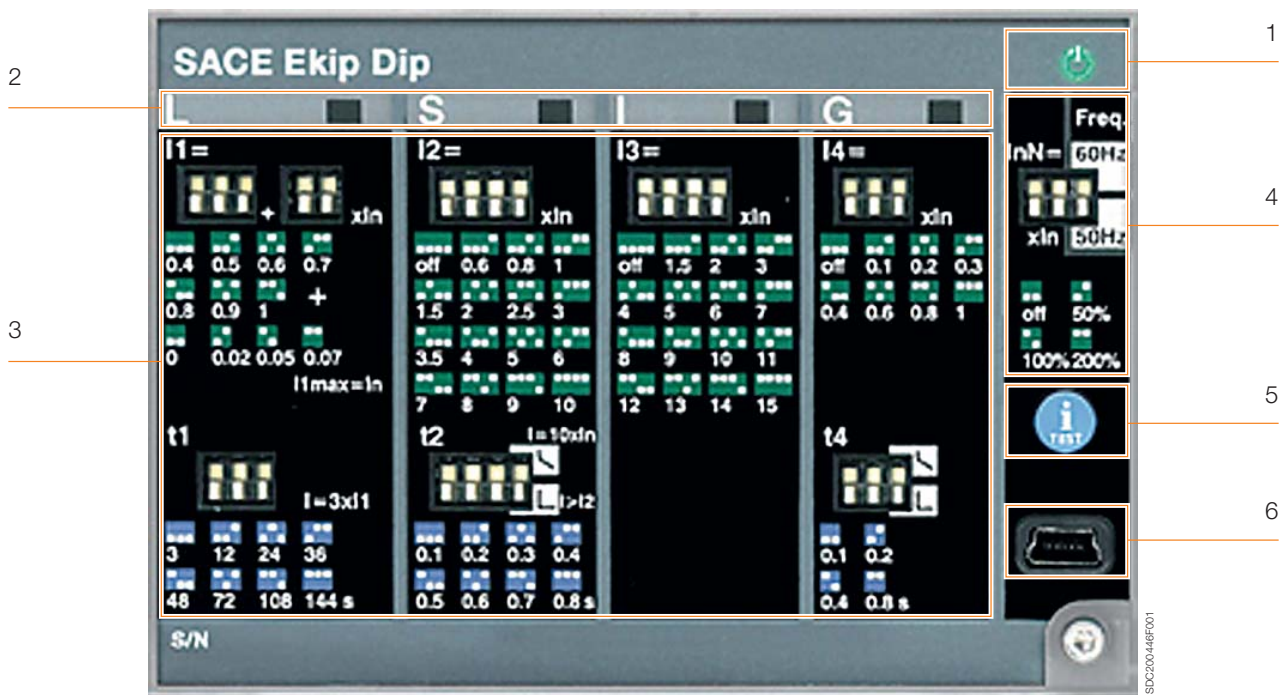 1
2
3
4
5
6
SACE Ekip Dip
L S I G
I1=
+ xIn
0.4 0.5 0.6 0.7
0.8 0.9 1 +
0 0.02 0.05 0.07
I1max=In
t1
I=3xI1
3 12 24 36
48 72 108 144 s
I2=
xIn
off 0.6 0.8 1
1.5 2 2.5 3
3.5 4 5 6
7 8 9 10
t2 I=10xIn
I>I2
0.1 0.2 0.3 0.4
0.5 0.6 0.7 0.8 s
I3=
xIn
off 1.5 2 3
4 5 6 7
8 9 10 11
12 13 14 15
I4=
xIn
off 0.1 0.2 0.3
0.4 0.6 0.8 1
t4
0.1 0.2
0.4 0.8 s
Freq.
InN= 60Hz
xIn 50Hz
off 50%
100% 200%
i
TEST
S/N
SDC200446F001